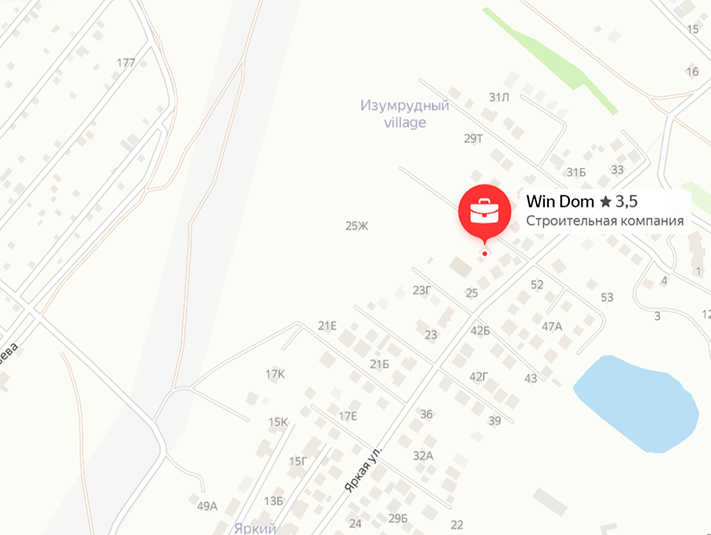 15
177
16
31Л
Изумрудный
village
29Т
31Б
33
Win Dom ★ 3,5
Строительная компания
25Ж
1
4
52
23Г
25
53
3
12
21Е
42Б
47А
23
21Б
17К
42Г
43
36
17Е
39
15К
Яркая ул.
32А
15Г
13Б
49А
29Б
24
22
Яркий